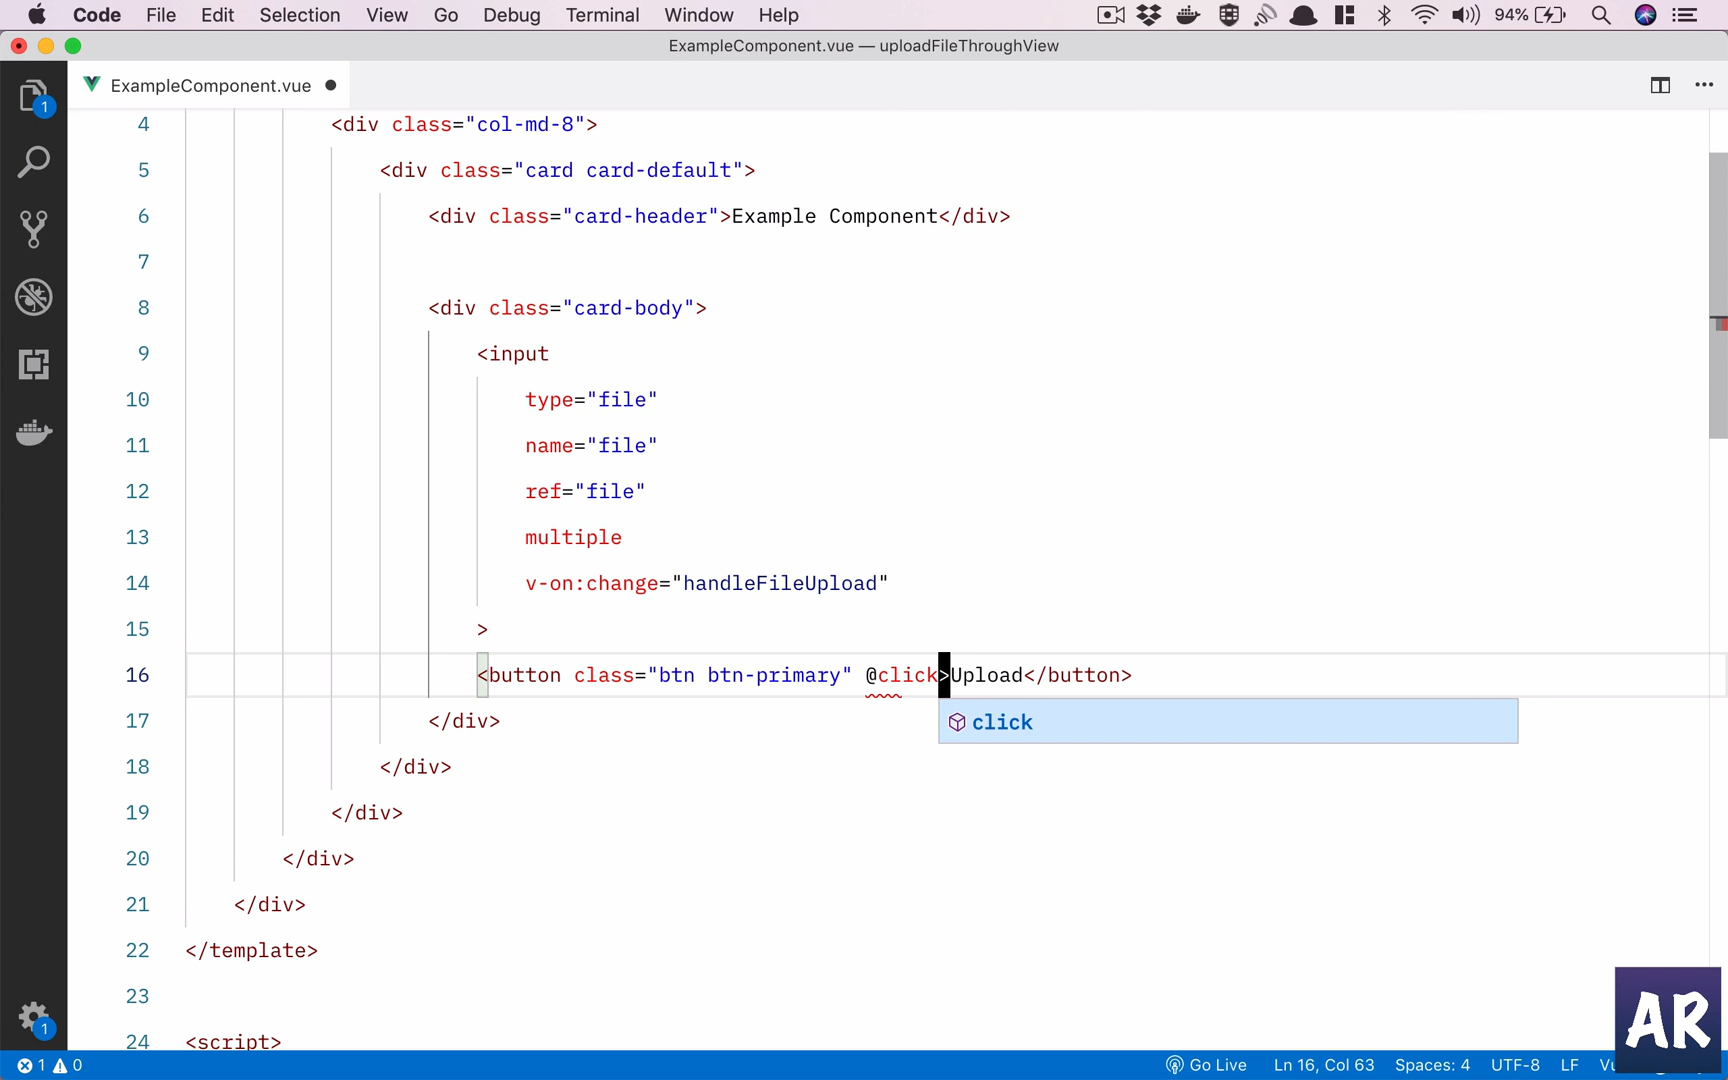 Code File Edit Selection View Go Debug Terminal Window Help 94%
ExampleComponent.vue — uploadFileThroughView
ExampleComponent.vue
1
4 <div class="col-md-8">
5 <div class="card card-default">
6 <div class="card-header">Example Component</div>
7
8 <div class="card-body">
9 <input
10 type="file"
11 name="file"
12 ref="file"
13 multiple
14 v-on:change="handleFileUpload"
15 >
16 <button class="btn btn-primary" @click>Upload</button>
click
17 </div>
18 </div>
19 </div>
20 </div>
21 </div>
22 </template>
23
24 <script>
1
AR
1 0 Go Live Ln 16, Col 63 Spaces: 4 UTF-8 LF